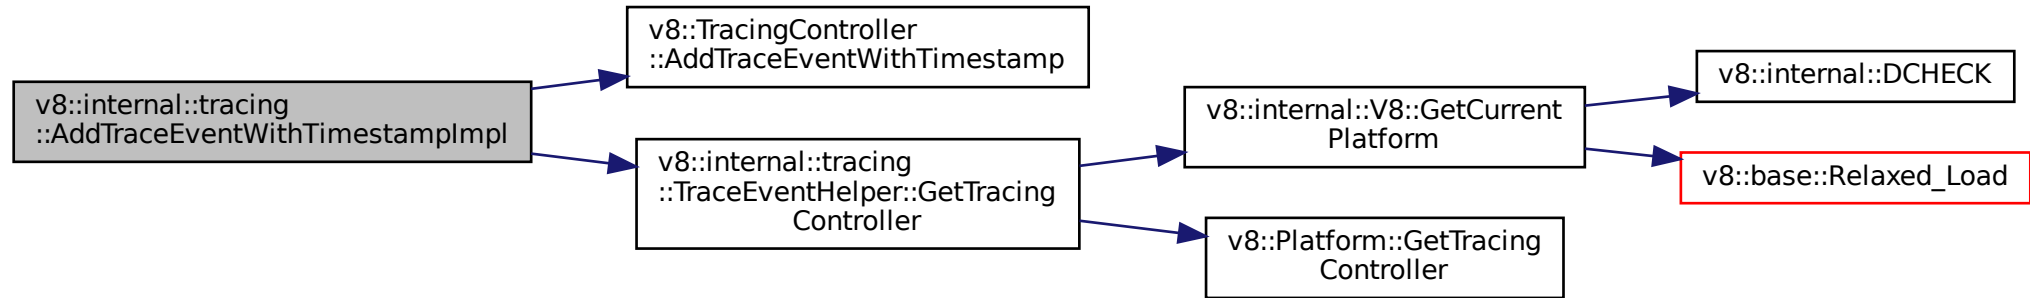 v8::internal::tracing
::AddTraceEventWithTimestampImpl
v8::TracingController
::AddTraceEventWithTimestamp
v8::internal::tracing
::TraceEventHelper::GetTracing
Controller
v8::internal::V8::GetCurrent
Platform
v8::Platform::GetTracing
Controller
v8::internal::DCHECK
v8::base::Relaxed_Load